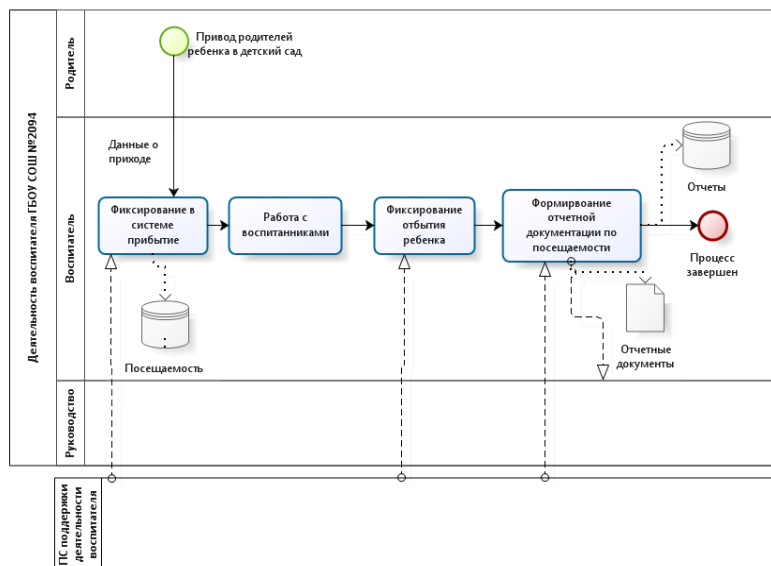 Деятельность воспитателя ГБОУ СОШ №2094
Родитель
Привод родителей
ребенка в детский сад
Воспитатель
Данные о
приходе
Фиксирование в
системе
прибытие
Работа с
воспитанниками
Фиксирование
отбытия
ребенка
Формирвоание
отчетной
документации по
посещаемости
Отчеты
Процесс
завершен
Посещаемость
Отчетные
документы
Руководство
ПС поддержки
деятельности
воспитателя